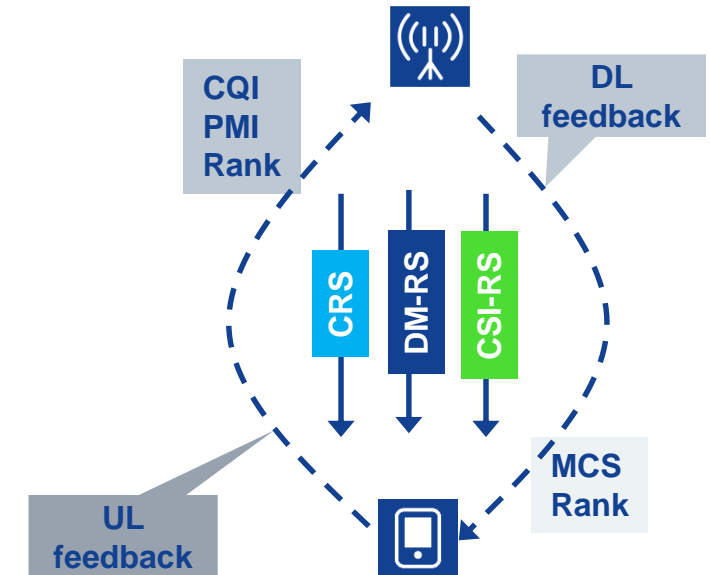 CQI
PMI
Rank
DL
feedback
CRS
DM-RS
CSI-RS
MCS
Rank
UL
feedback